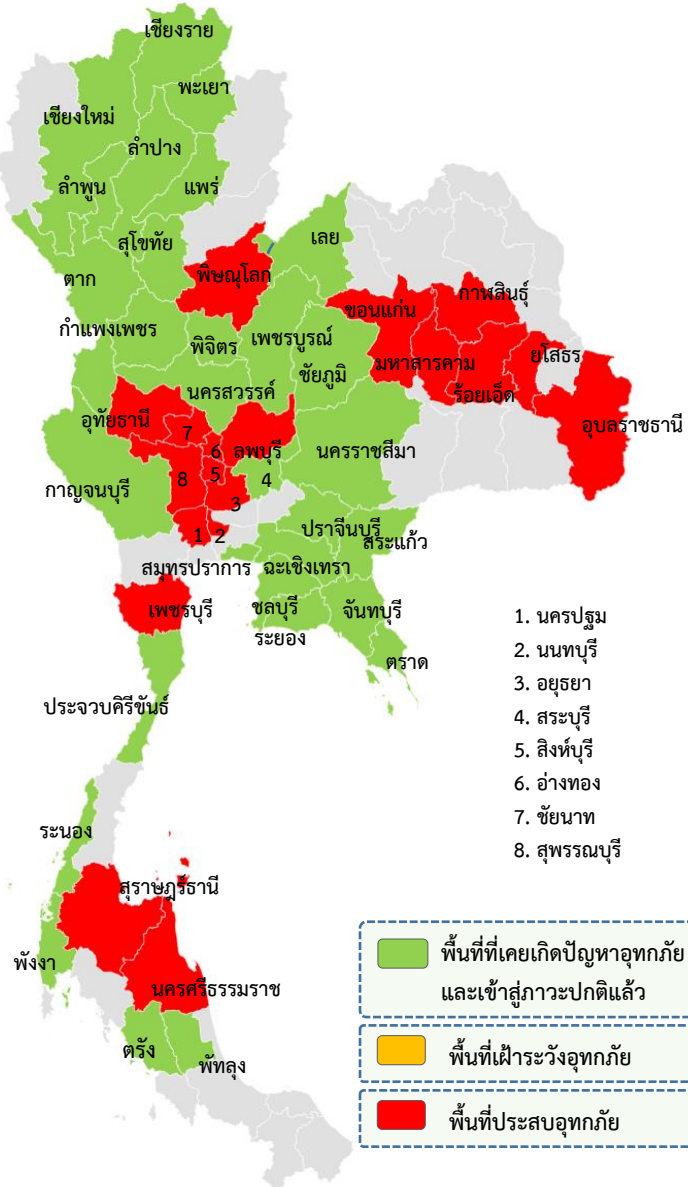 เชียงราย
พะเยา
เชียงใหม่
ลำปาง
ลำพูน
แพร่
สุโขทัย
เลย
ตาก
พิษณุโลก
กาฬสินธุ์
ขอนแก่น
กำแพงเพชร
พิจิตร
เพชรบูรณ์
ยโสธร
มหาสารคาม
ชัยภูมิ
นครสวรรค์
ร้อยเอ็ด
อุทัยธานี
อุบลราชธานี
7
6
ลพบุรี
นครราชสีมา
5
8
4
กาญจนบุรี
3
ปราจีนบุรี
1
2
สระแก้ว
สมุทรปราการ
ฉะเชิงเทรา
เพชรบุรี
ชลบุรี
จันทบุรี
ระยอง
ตราด
1. นครปฐม
2. นนทบุรี
3. อยุธยา
4. สระบุรี
5. สิงห์บุรี
6. อ่างทอง
7. ชัยนาท
8. สุพรรณบุรี
ประจวบคิรีขันธ์
ระนอง
สุราษฎร์ธานี
พังงา
นครศรีธรรมราช
ตรัง
พัทลุง
พื้นที่ที่เคยเกิดปัญหาอุทกภัย
และเข้าสู่ภาวะปกติแล้ว
พื้นที่เฝ้าระวังอุทกภัย
พื้นที่ประสบอุทกภัย